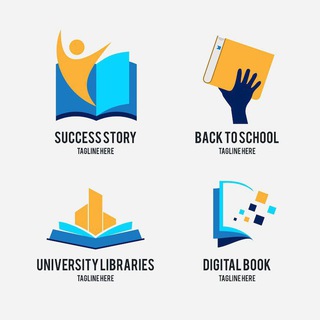 SUCCESS STORY
TAGLINE HERE
BACK TO SCHOOL
TAGLINE HERE
UNIVERSITY LIBRARIES
TAGLINE HERE
DIGITAL BOOK
TAGLINE HERE